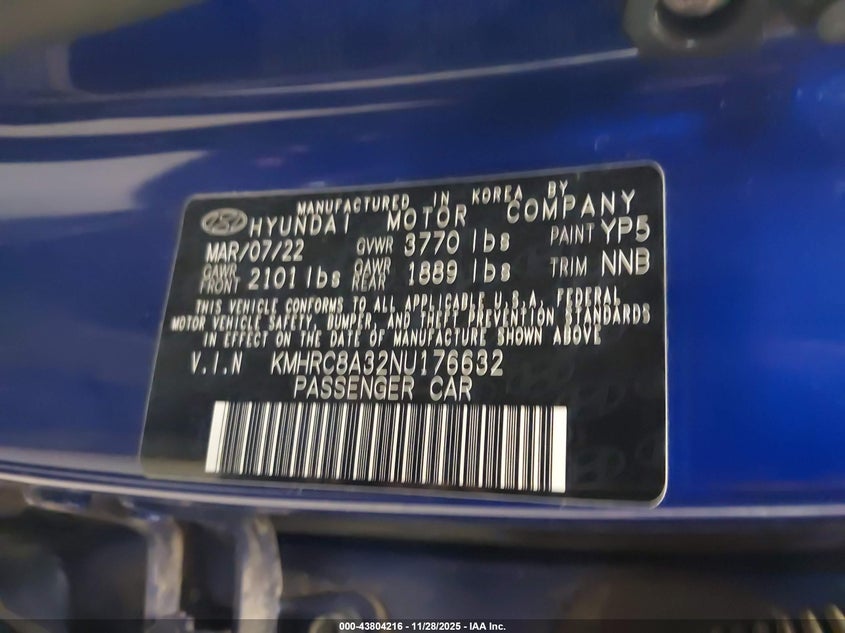 MANUFACTURED IN KOREA BY
HYUNDAI MOTOR COMPANY
MAR/07/22 GVWR 3770 lbs PAINT YP5
GAWR FRONT 2101 lbs GAWR REAR 1889 lbs TRIM NNB
THIS VEHICLE CONFORMS TO ALL APPLICABLE U.S.A. FEDERAL
MOTOR VEHICLE SAFETY, BUMPER, AND THEFT PREVENTION STANDARDS
IN EFFECT ON THE DATE OF MANUFACTURE SHOWN ABOVE
V.I.N KMHRC8A32NU176632
PASSENGER CAR
000-43804216 - 11/28/2025 - IAA Inc.